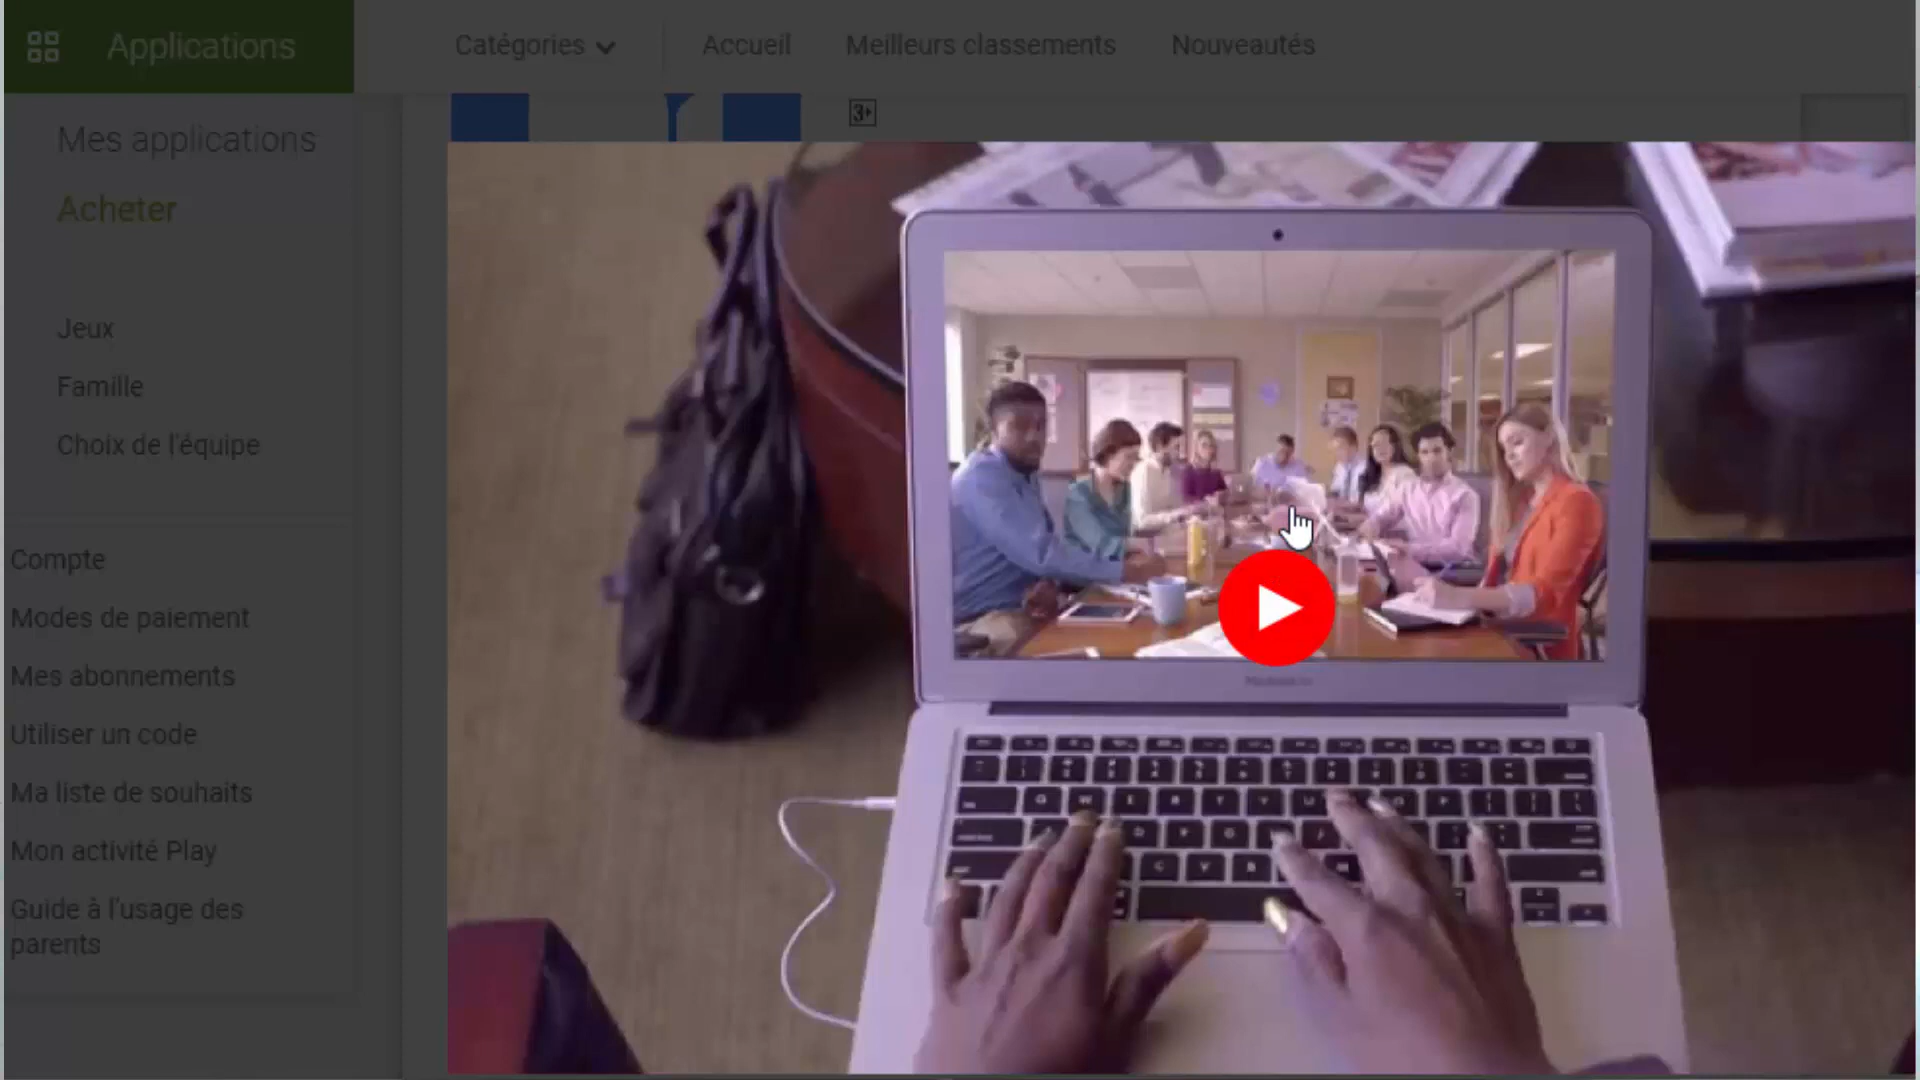 Applications
Catégories
Accueil
Meilleurs classements
Nouveautés
3+
Mes applications
Acheter
Jeux
Famille
Choix de l'équipe
Compte
Modes de paiement
Mes abonnements
Utiliser un code
Ma liste de souhaits
Mon activité Play
Guide à l'usage des
parents